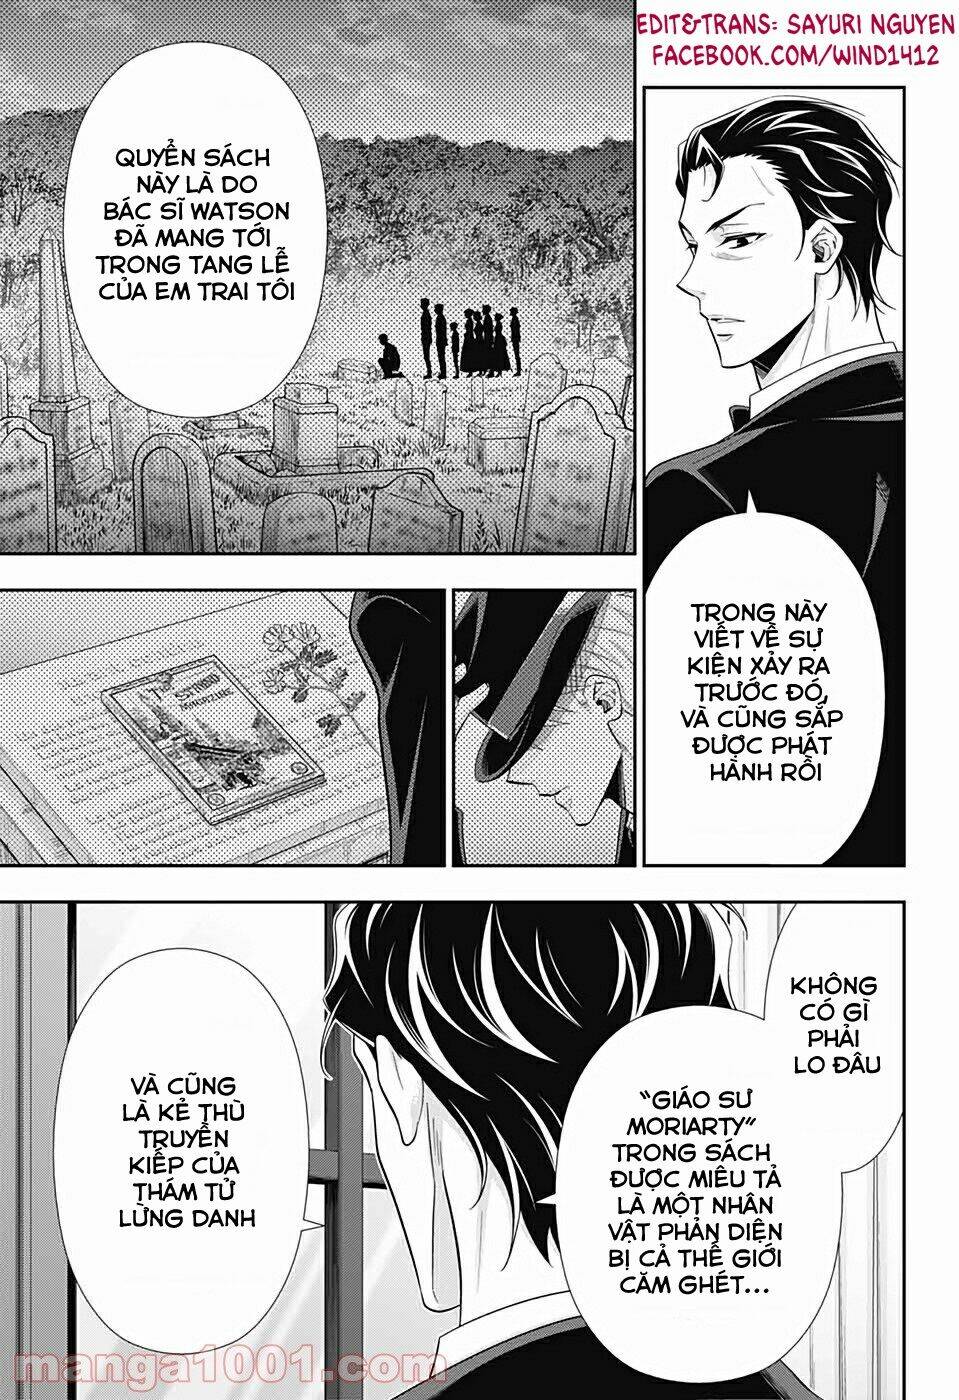 EDIT&TRANS: SAYURI NGUYEN
FACEBOOK.COM/WIND1412
TRONG NÀY
VIẾT VỀ SỰ
KIỆN XẢY RA
TRƯỚC ĐÓ,
VÀ CŨNG SẮP
ĐƯỢC PHÁT
HÀNH RỒI
QUYỂN SÁCH
NÀY LÀ DO
BÁC SĨ WATSON
ĐÃ MANG TỚI
TRONG TANG LỄ
CỦA EM TRAI TÔI
KHÔNG
CÓ GÌ
PHẢI
LO ĐÂU
“GIÁO SƯ
MORIARTY”
TRONG SÁCH
ĐƯỢC MIÊU TẢ
LÀ MỘT NHÂN
VẬT PHẢN DIỆN
BỊ CẢ THẾ GIỚI
CĂM GHÉT...
VÀ CŨNG
LÀ KẺ THÙ
TRUYỀN
KIẾP CỦA
THÁM TỬ
LỪNG DANH
manga1001.com